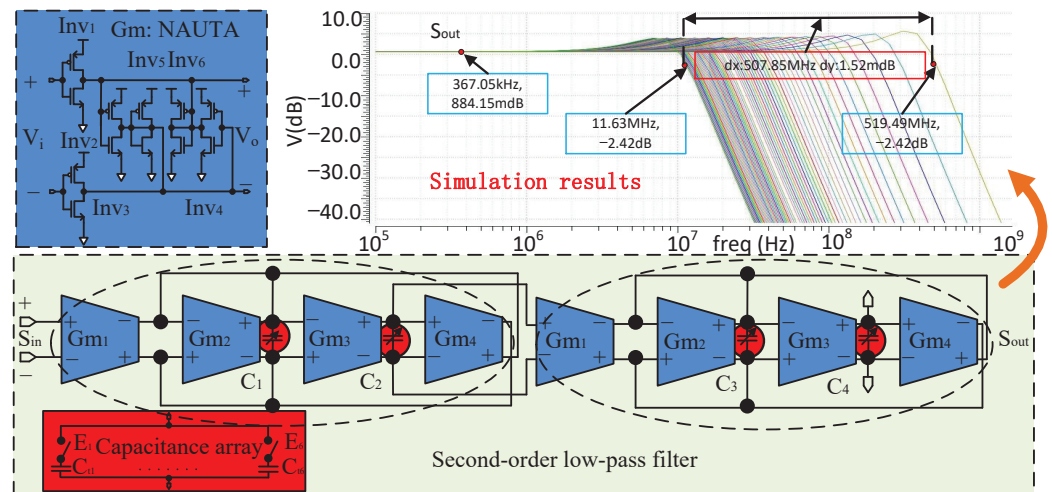 Inv1
Gm: NAUTA
Inv5 Inv6
+
+
Inv2
Vi
Vo
−
−
Inv3
Inv4
V(dB)
10.0
0.0
−10.0
−20.0
−30.0
−40.0
Sout
367.05kHz,
884.15mdB
dx:507.85MHz dy:1.52mdB
11.63MHz,
−2.42dB
519.49MHz,
−2.42dB
Simulation results
10^5
10^6
10^7
freq (Hz)
10^8
10^9
+
Sin
−
+ −
Gm1
− +
+ −
Gm2
− +
+ −
Gm3
− +
+ −
Gm4
− +
C1
C2
+ −
Gm1
− +
+ −
Gm2
− +
+ −
Gm3
− +
+ −
Gm4
− +
Sout
C3
C4
E1
Capacitance array
E6
Ct1
. . . . . . .
Ct6
Second-order low-pass filter